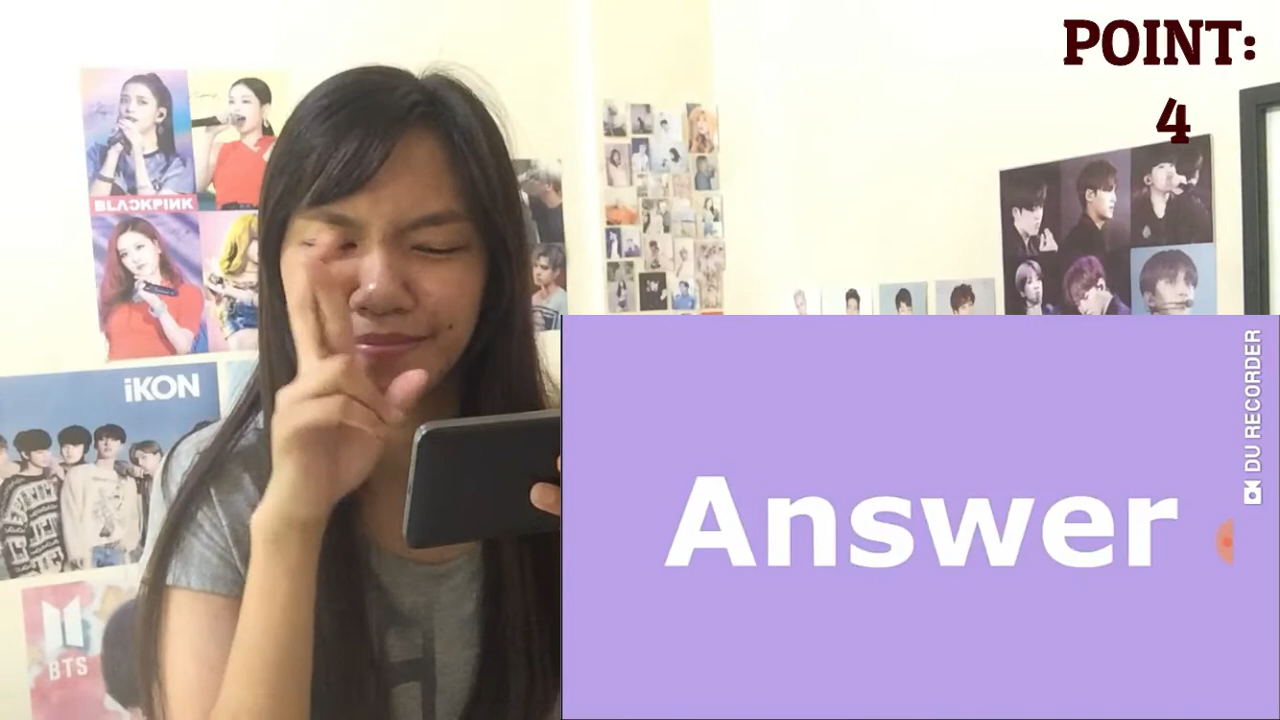 POINT:
4
BLACKPINK
iKON
BTS
Answer
DU RECORDER